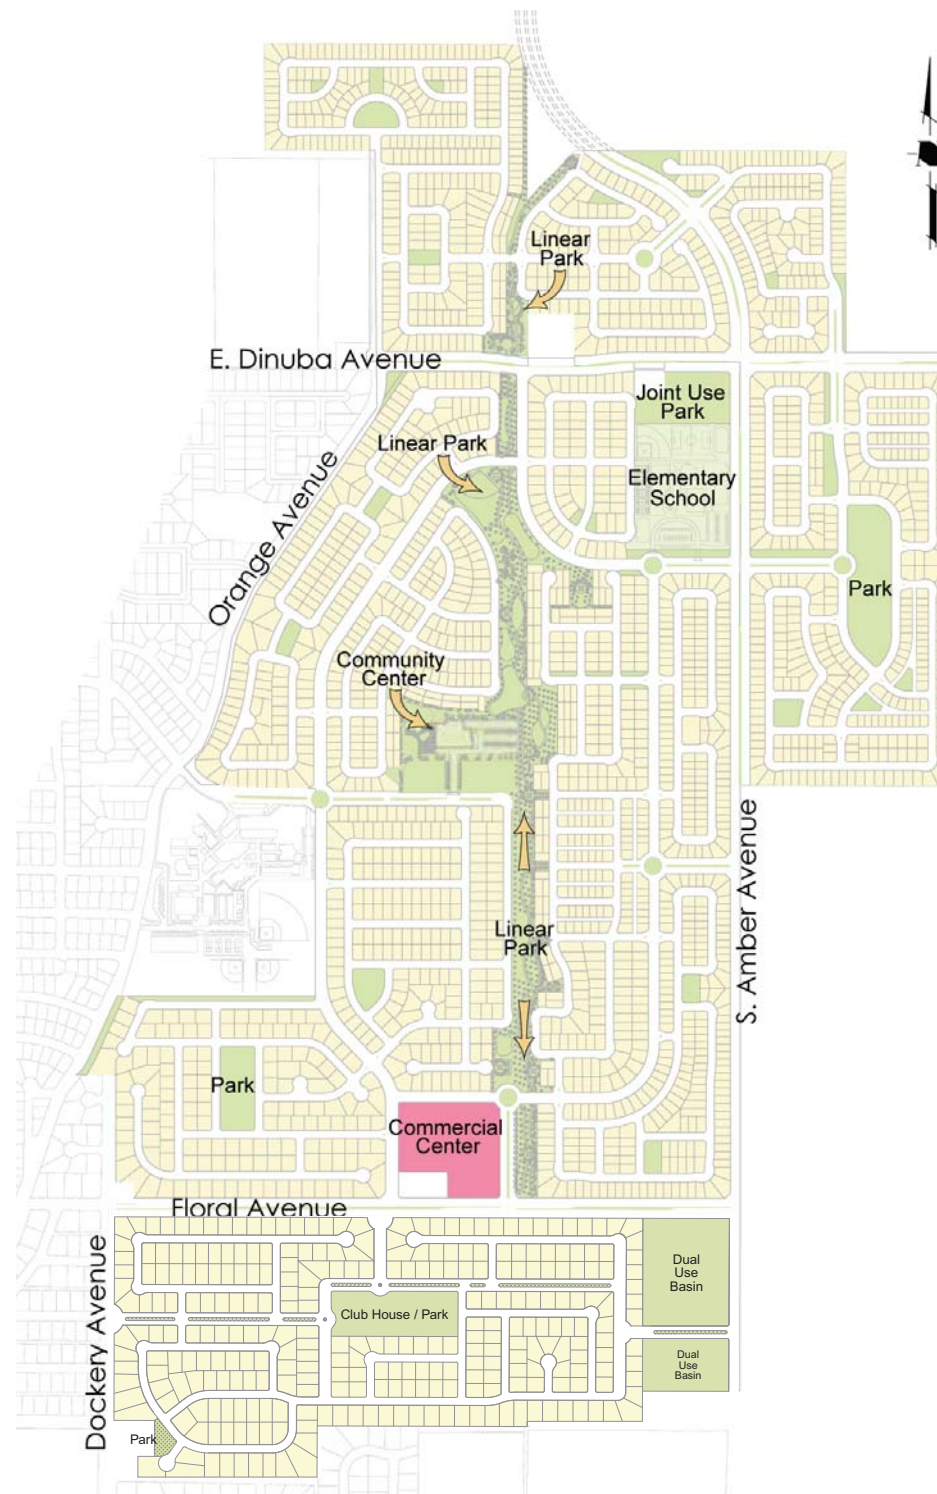 Linear
Park
E. Dinuba Avenue
Joint Use
Park
Linear Park
Elementary
School
Orange Avenue
Park
Community
Center
S. Amber Avenue
Linear
Park
Park
Commercial
Center
Floral Avenue
Dockery Avenue
Dual
Use
Basin
Club House / Park
Dual
Use
Basin
Park